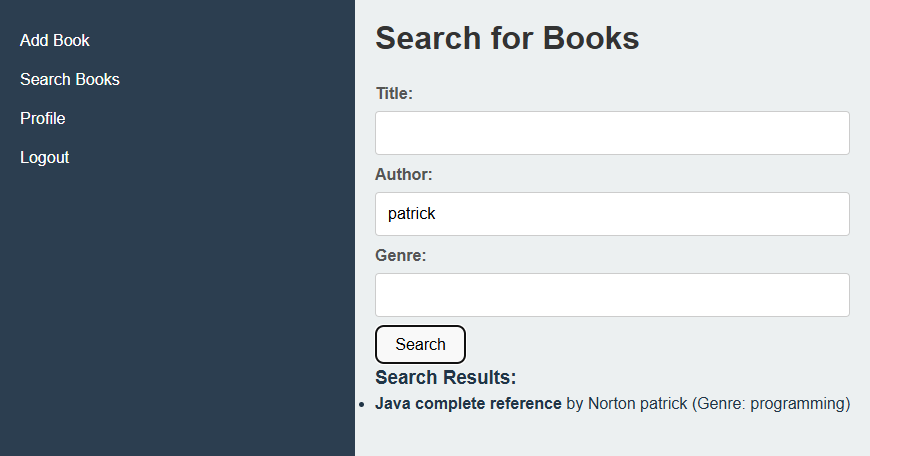 Add Book
Search Books
Profile
Logout
Search for Books
Title:
Author:
patrick
Genre:
Search
Search Results:
• Java complete reference by Norton patrick (Genre: programming)